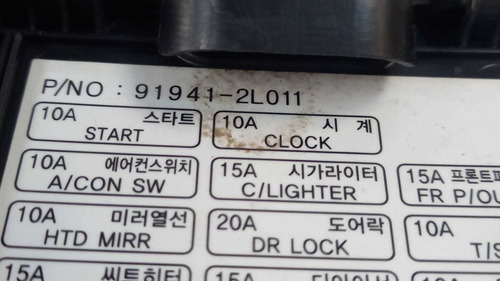 P/NO : 91941-2L011
10A 스타트 10A 시 계
START CLOCK
10A 에어컨스위치 15A 시가라이터 15A 프론트파
A/CON SW C/LIGHTER FR P/OU
10A 미러열선 20A 도어락 10A
HTD MIRR DR LOCK T/S
15A 씨트히터 15A